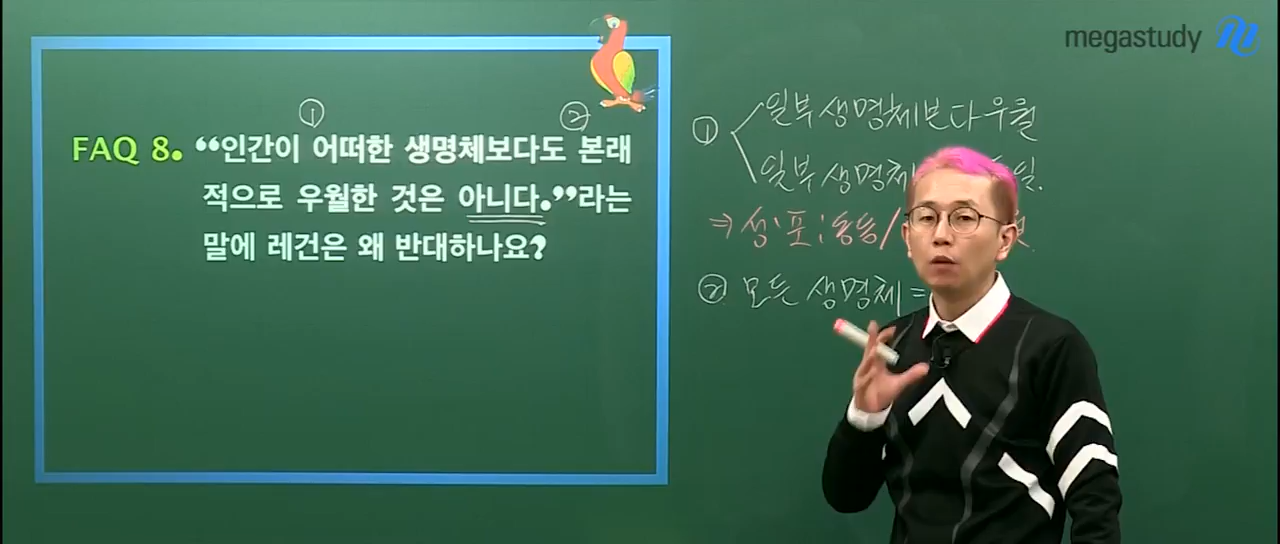 megastudy
① ②
FAQ 8. “인간이 어떠한 생명체보다도 본래
적으로 우월한 것은 아니다.”라는
말에 레건은 왜 반대하나요?
① 일부 생명체보다 우월
일부 생명체 일.
⇒
② 모든 생명체 =